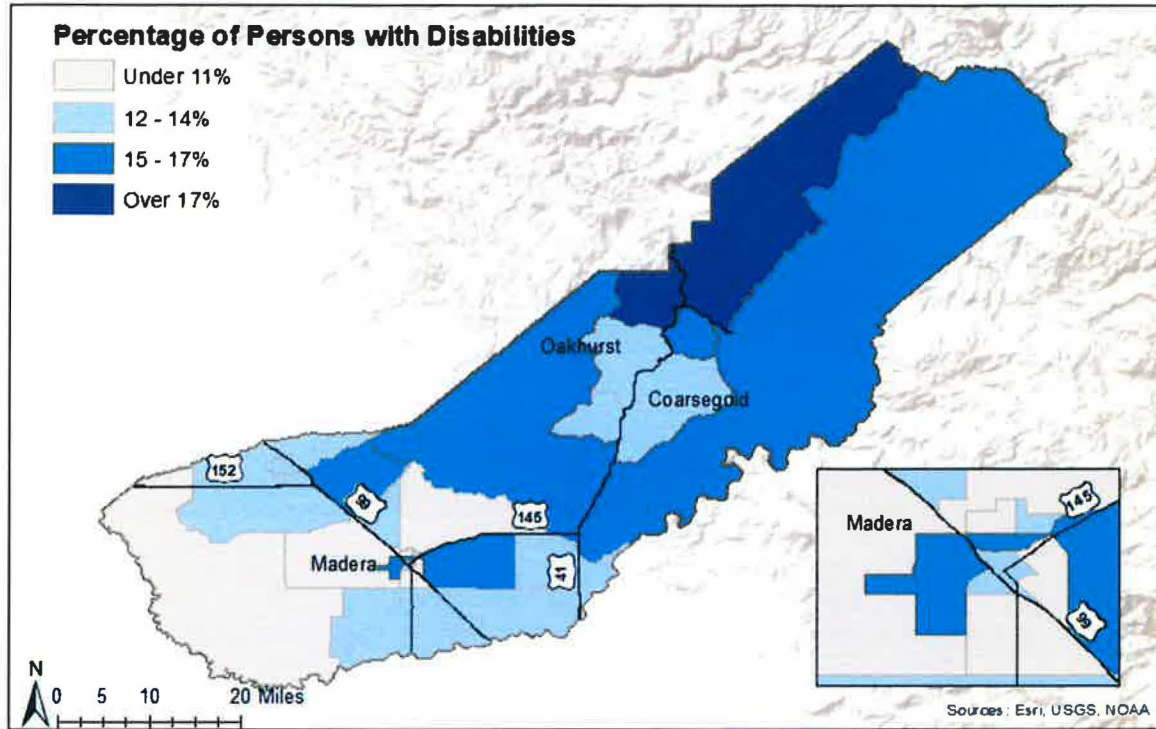 Percentage of Persons with Disabilities
Under 11%
12 - 14%
15 - 17%
Over 17%
Oakhurst
Coarsegold
152
99
145
Madera
41
145
Madera
99
N
0 5 10 20 Miles
Sources: Esri, USGS, NOAA